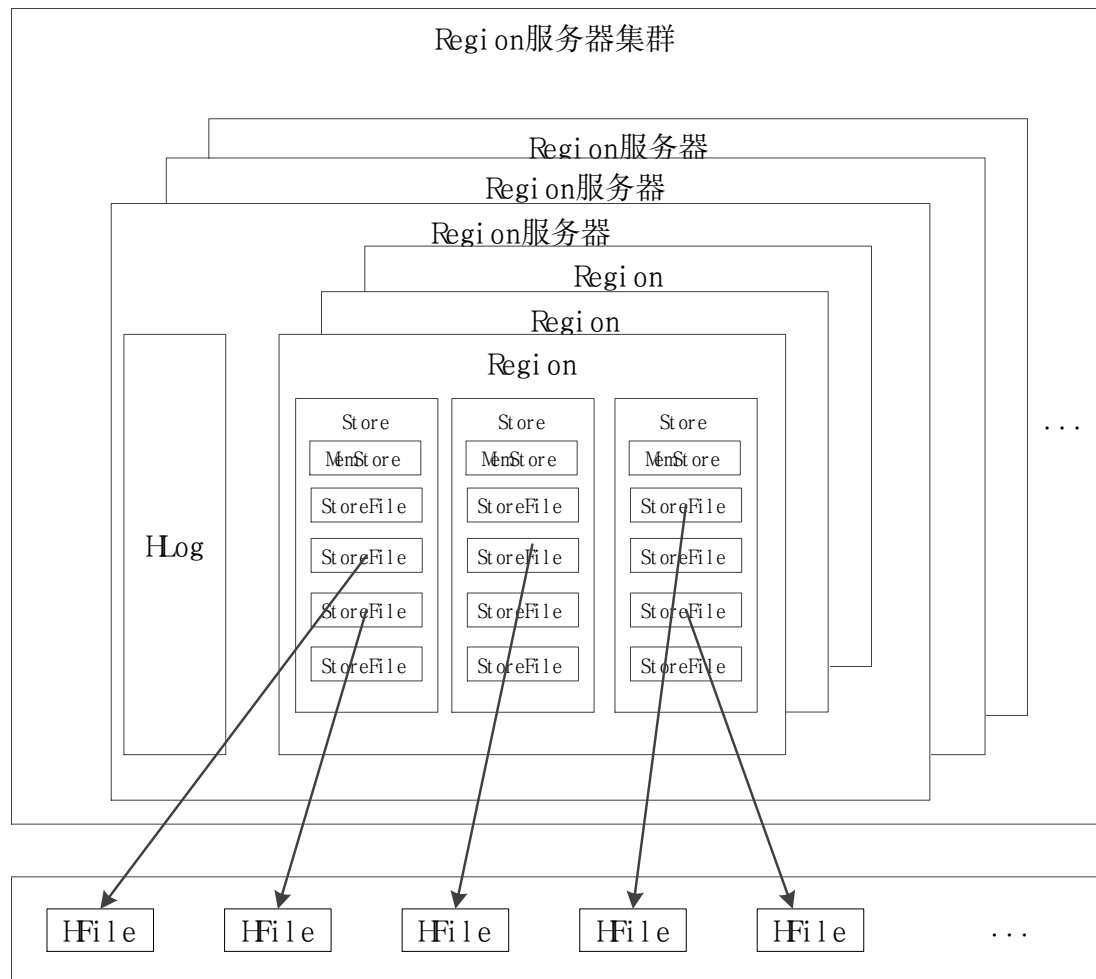 Region服务器集群
Region服务器
Region服务器
Region服务器
Region
Region
Region
Store Store Store
...
MemStore MemStore MemStore
StoreFile StoreFile StoreFile
HLog
StoreFile StoreFile StoreFile
StoreFile StoreFile StoreFile
StoreFile StoreFile StoreFile
HFile HFile HFile HFile HFile ...